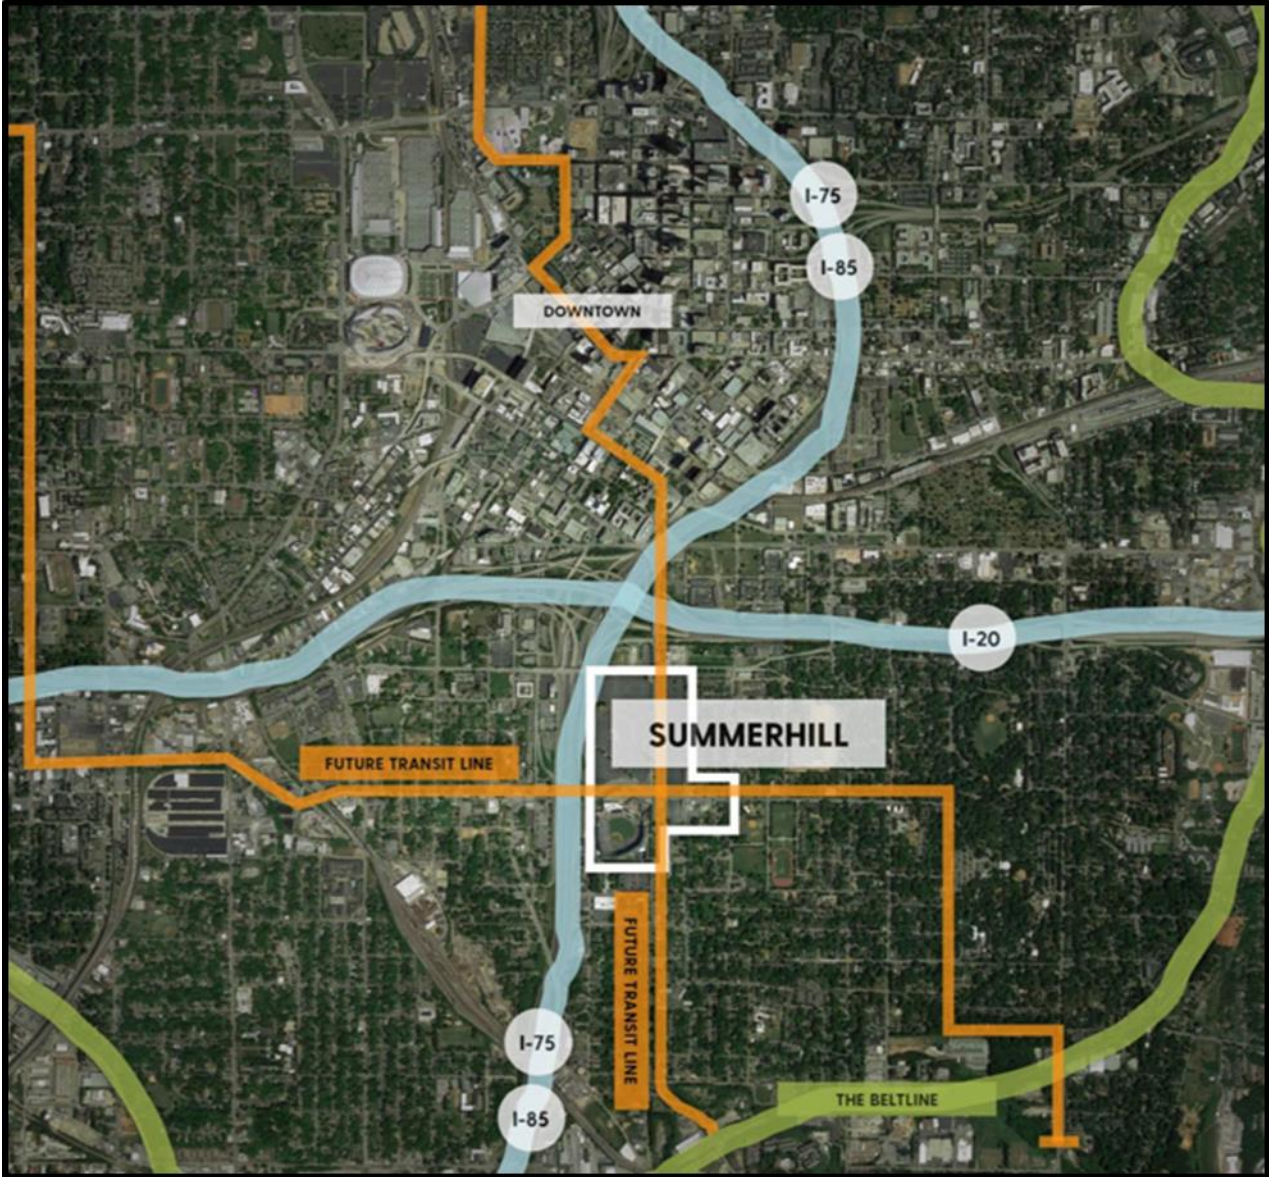 I-75
I-85
DOWNTOWN
I-20
SUMMERHILL
FUTURE TRANSIT LINE
FUTURE TRANSIT LINE
I-75
THE BELTLINE
I-85